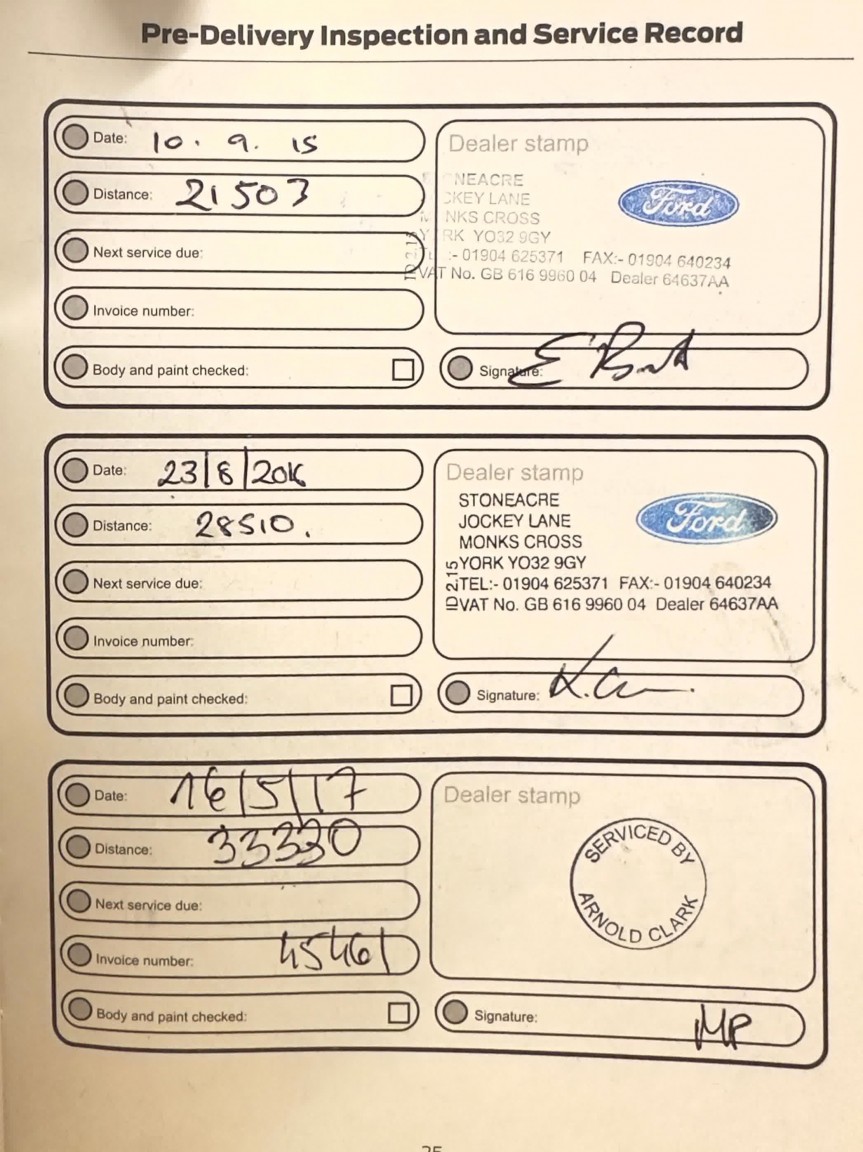 Pre-Delivery Inspection and Service Record
Date: 10. 9. 15
Distance: 21503
Next service due:
Invoice number:
Body and paint checked:
Dealer stamp
NEACRE
CKEY LANE
NKS CROSS
Y RK YO32 9GY
:- 01904 625371 FAX:- 01904 640234
VAT No. GB 616 9960 04 Dealer 64637AA
Ford
Signature:
Date: 23/8/2016
Distance: 28510.
Next service due:
Invoice number:
Body and paint checked:
Dealer stamp
STONEACRE
JOCKEY LANE
MONKS CROSS
YORK YO32 9GY
TEL:- 01904 625371 FAX:- 01904 640234
VAT No. GB 616 9960 04 Dealer 64637AA
ID 2.15
Ford
Signature:
Date: 16/5/17
Distance: 33330
Next service due:
Invoice number: 45461
Body and paint checked:
Dealer stamp
SERVICED BY
ARNOLD CLARK
Signature: MP